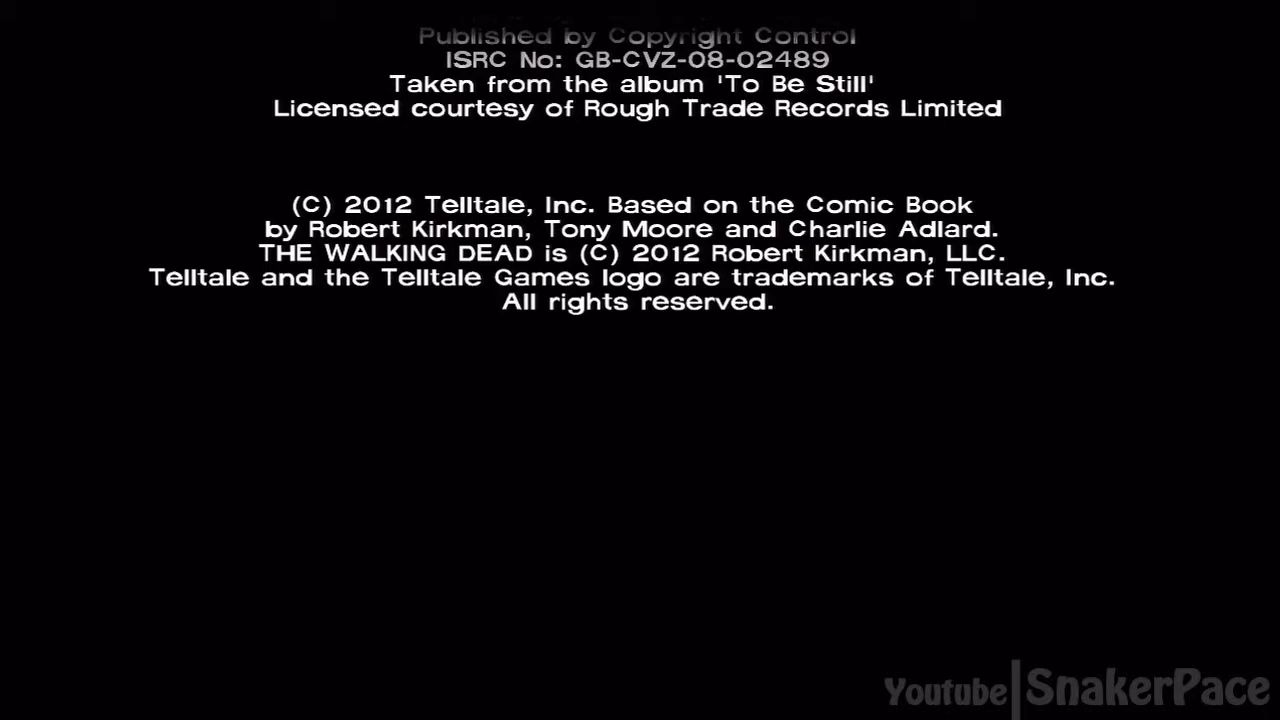 Published by Copyright Control
ISRC No: GB-CVZ-08-02489
Taken from the album 'To Be Still'
Licensed courtesy of Rough Trade Records Limited
(C) 2012 Telltale, Inc. Based on the Comic Book
by Robert Kirkman, Tony Moore and Charlie Adlard.
THE WALKING DEAD is (C) 2012 Robert Kirkman, LLC.
Telltale and the Telltale Games logo are trademarks of Telltale, Inc.
All rights reserved.
Youtube|SnakerPace